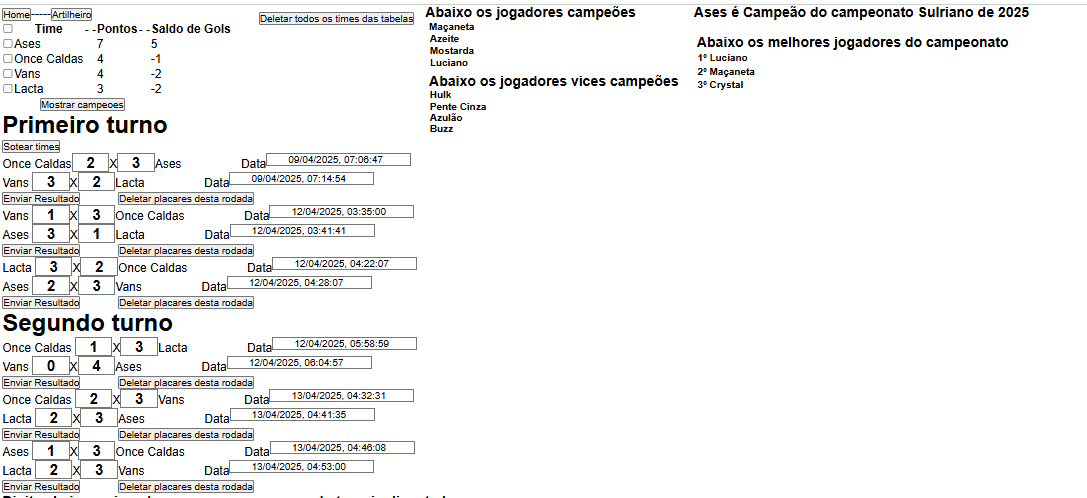 Home------Artilheiro
Deletar todos os times das tabelas
Time - -Pontos- -Saldo de Gols
Ases 7 5
Once Caldas 4 -1
Vans 4 -2
Lacta 3 -2
Mostrar campeoes
Abaixo os jogadores campeões
Maçaneta
Azeite
Mostarda
Luciano
Abaixo os jogadores vices campeões
Hulk
Pente Cinza
Azulão
Buzz
Ases é Campeão do campeonato Sulriano de 2025
Abaixo os melhores jogadores do campeonato
1º Luciano
2º Maçaneta
3º Crystal
Primeiro turno
Sotear times
Once Caldas 2 X 3 Ases Data 09/04/2025, 07:06:47
Vans 3 X 2 Lacta Data 09/04/2025, 07:14:54
Enviar Resultado Deletar placares desta rodada
Vans 1 X 3 Once Caldas Data 12/04/2025, 03:35:00
Ases 3 X 1 Lacta Data 12/04/2025, 03:41:41
Enviar Resultado Deletar placares desta rodada
Lacta 3 X 2 Once Caldas Data 12/04/2025, 04:22:07
Ases 2 X 3 Vans Data 12/04/2025, 04:28:07
Enviar Resultado Deletar placares desta rodada
Segundo turno
Once Caldas 1 X 3 Lacta Data 12/04/2025, 05:58:59
Vans 0 X 4 Ases Data 12/04/2025, 06:04:57
Enviar Resultado Deletar placares desta rodada
Once Caldas 2 X 3 Vans Data 13/04/2025, 04:32:31
Lacta 2 X 3 Ases Data 13/04/2025, 04:41:35
Enviar Resultado Deletar placares desta rodada
Ases 1 X 3 Once Caldas Data 13/04/2025, 04:46:08
Lacta 2 X 3 Vans Data 13/04/2025, 04:53:00
Enviar Resultado Deletar placares desta rodada